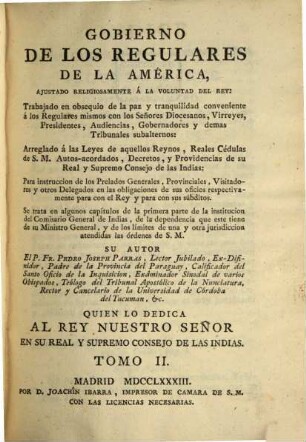 GOBIERNO
DE LOS REGULARES
DE LA AMÉRICA,
AJUSTADO RELIGIOSAMENTE Á LA VOLUNTAD DEL REY:
Trabajado en obsequio de la paz y tranquilidad conveniente
á los Regulares mismos con los Señores Diocesanos, Virreyes,
Presidentes, Audiencias, Gobernadores y demas
Tribunales subalternos:
Arreglado á las Leyes de aquellos Reynos, Reales Cédulas
de S. M. Autos-acordados, Decretos, y Providencias de su
Real y Supremo Consejo de las Indias:
Para instruccion de los Prelados Generales, Provinciales, Visitado-
res y otros Delegados en las obligaciones de sus oficios respectiva-
mente para con el Rey y para con sus súbditos.
Se trata en algunos capítulos de la primera parte de la institucion
del Comisario General de Indias, de la dependencia que este tiene
de su Ministro General, y de los límites de una y otra jurisdiccion
atendidas las órdenes de S. M.
SU AUTOR
El P. Fr. Pedro Joseph Parras, Lector Jubilado, Ex-Difi-
nidor, Padre de la Provincia del Paraguay, Calificador del
Santo Oficio de la Inquisicion, Exâminador Sinodal de varios
Obispados, Teólogo del Tribunal Apostólico de la Nunciatura,
Rector y Cancelario de la Universidad de Córdoba
del Tucuman, &c.
QUIEN LO DEDICA
AL REY NUESTRO SEÑOR
EN SU REAL Y SUPREMO CONSEJO DE LAS INDIAS.
TOMO II.
MADRID MDCCLXXXIII.
POR D. JOACHÎN IBARRA, IMPRESOR DE CAMARA DE S. M.
CON LAS LICENCIAS NECESARIAS.